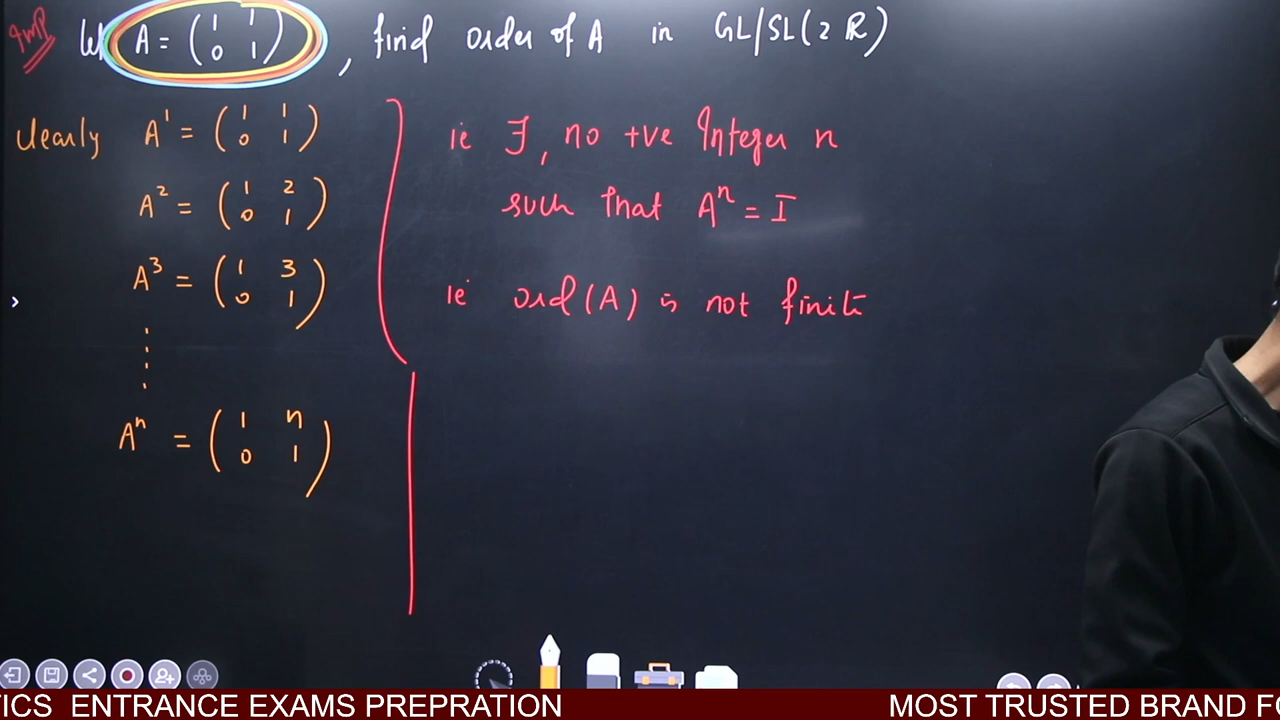 Imp
Let A = (1 1
0 1), find order of A in GL/SL(2 R)
Clearly A¹ = (1 1
0 1)
A² = (1 2
0 1)
A³ = (1 3
0 1)
Aⁿ = (1 n
0 1)
ie ∃, no +ve Integer n
such that Aⁿ = I
ie ord(A) is not finite
TICS ENTRANCE EXAMS PREPRATION MOST TRUSTED BRAND FO